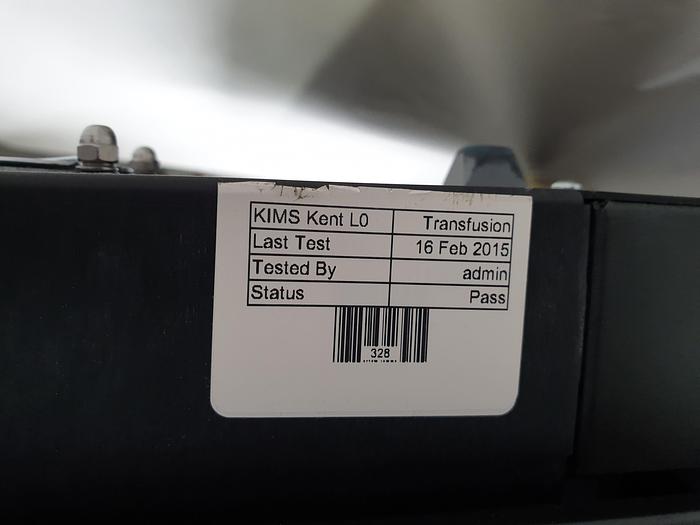 KIMS Kent L0 Transfusion
Last Test 16 Feb 2015
Tested By admin
Status Pass
328